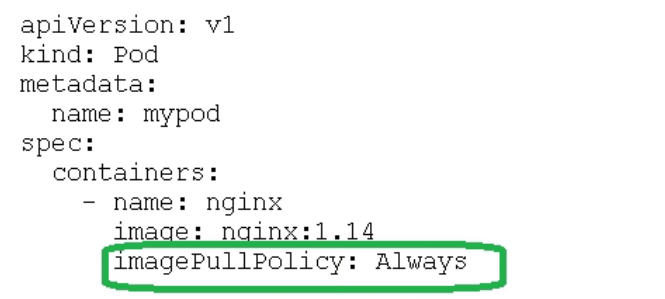 apiVersion: v1
kind: Pod
metadata:
  name: mypod
spec:
  containers:
    - name: nginx
      image: nginx:1.14
      imagePullPolicy: Always